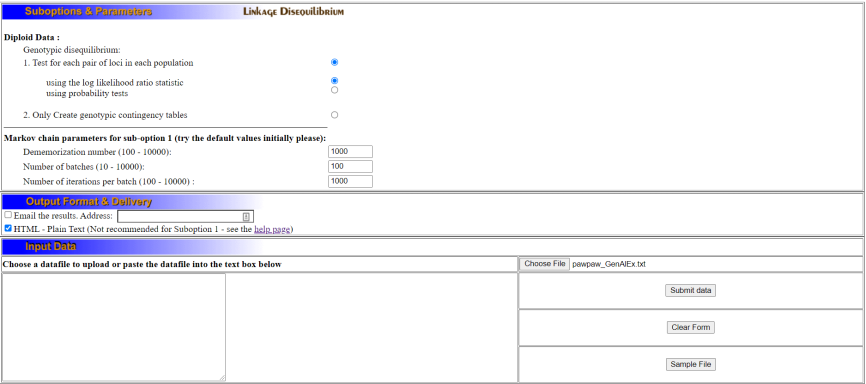 Suboptions & Parameters
Linkage Disequilibrium
Diploid Data :
Genotypic disequilibrium:
1. Test for each pair of loci in each population
using the log likelihood ratio statistic
using probability tests
2. Only Create genotypic contingency tables
Markov chain parameters for sub-option 1 (try the default values initially please):
Dememorization number (100 - 10000): 1000
Number of batches (10 - 10000): 100
Number of iterations per batch (100 - 10000) : 1000
Output Format & Delivery
Email the results. Address:
HTML - Plain Text (Not recommended for Suboption 1 - see the help page)
Input Data
Choose a datafile to upload or paste the datafile into the text box below
Choose File pawpaw_GenAlEx.txt
Submit data
Clear Form
Sample File